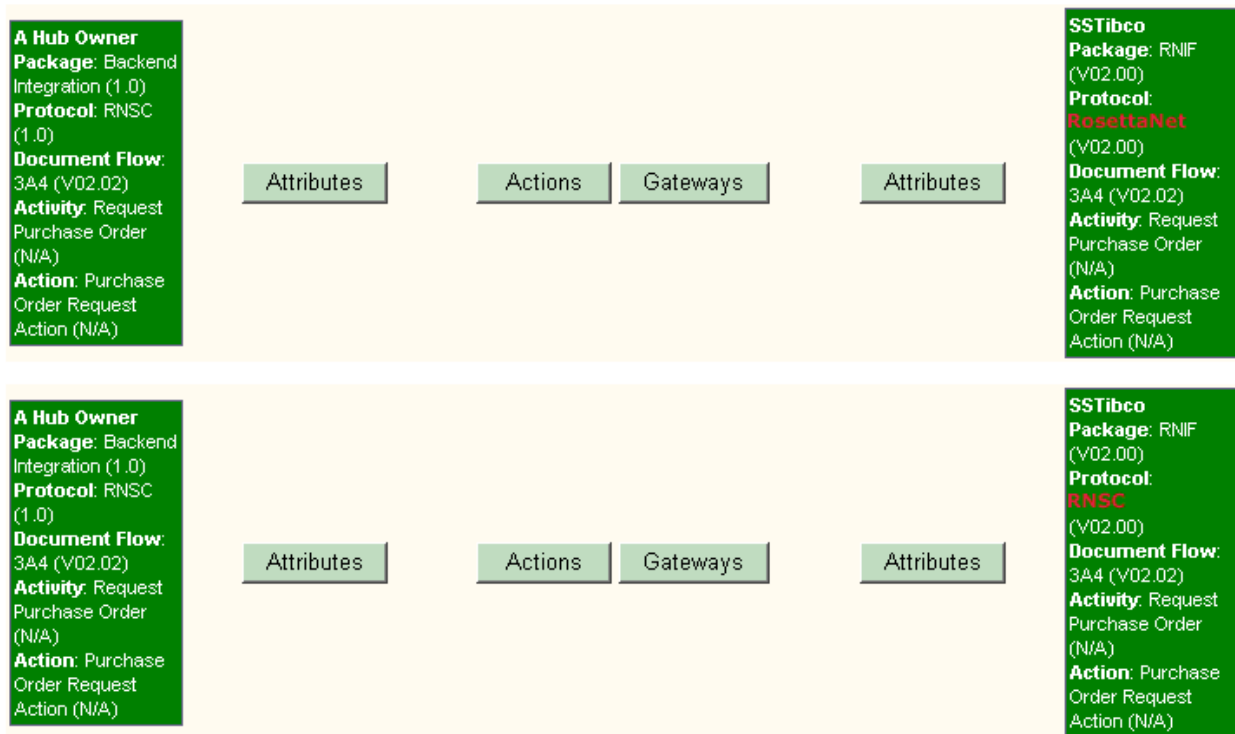 A Hub Owner
Package: Backend
Integration (1.0)
Protocol: RNSC
(1.0)
Document Flow:
3A4 (V02.02)
Activity: Request
Purchase Order
(N/A)
Action: Purchase
Order Request
Action (N/A)
Attributes
Actions
Gateways
Attributes
SSTibco
Package: RNIF
(V02.00)
Protocol:
RosettaNet
(V02.00)
Document Flow:
3A4 (V02.02)
Activity: Request
Purchase Order
(N/A)
Action: Purchase
Order Request
Action (N/A)
A Hub Owner
Package: Backend
Integration (1.0)
Protocol: RNSC
(1.0)
Document Flow:
3A4 (V02.02)
Activity: Request
Purchase Order
(N/A)
Action: Purchase
Order Request
Action (N/A)
Attributes
Actions
Gateways
Attributes
SSTibco
Package: RNIF
(V02.00)
Protocol:
RNSC
(V02.00)
Document Flow:
3A4 (V02.02)
Activity: Request
Purchase Order
(N/A)
Action: Purchase
Order Request
Action (N/A)